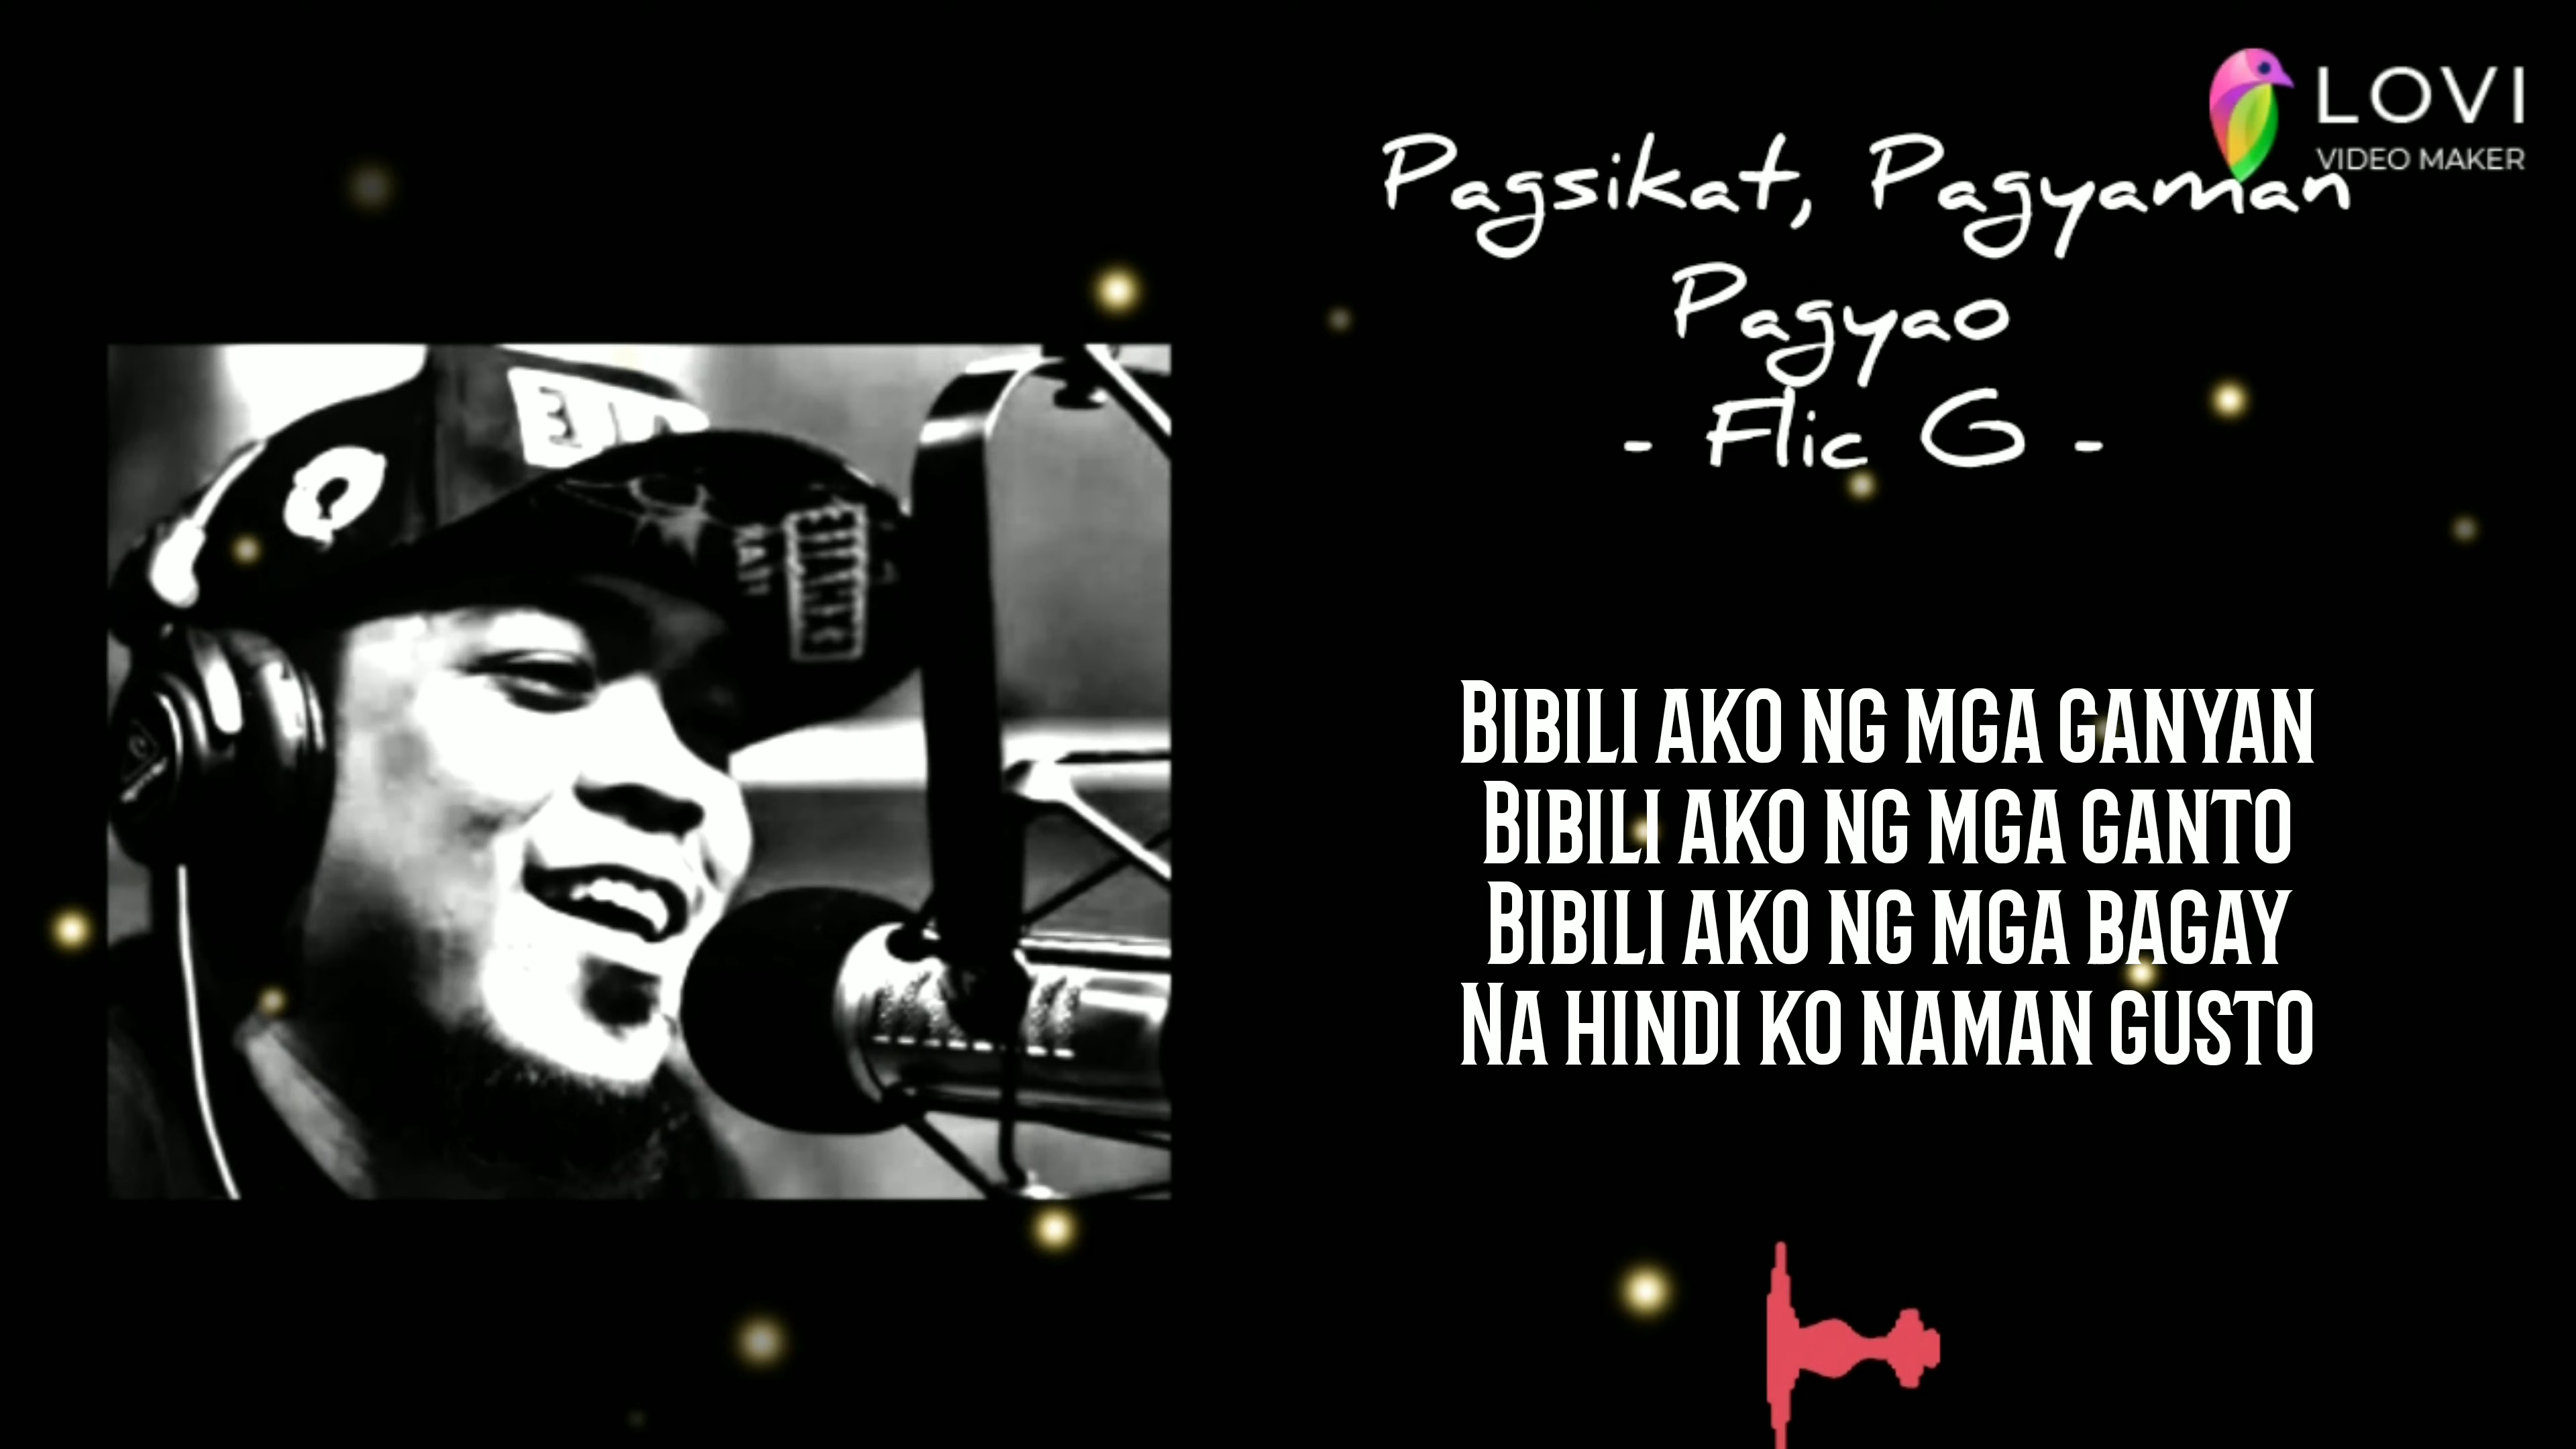 LOVI
VIDEO MAKER
Pagsikat, Pagyaman
Pagyao
- Flic G -
Bibili ako ng mga ganyan
Bibili ako ng mga ganto
Bibili ako ng mga bagay
Na hindi ko naman gusto